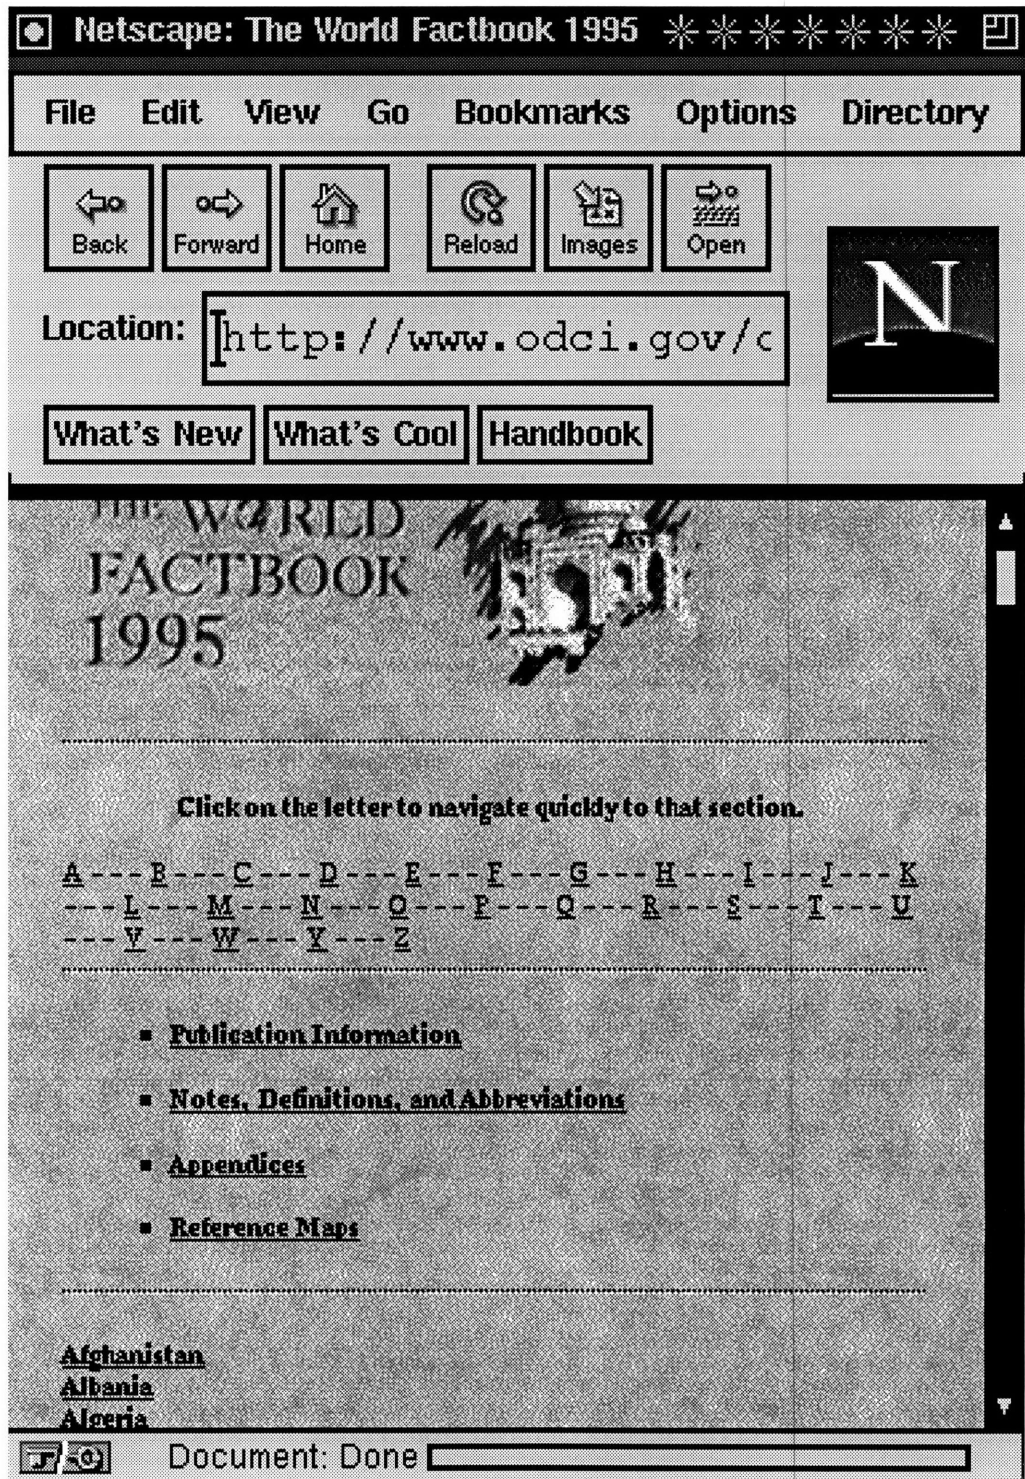 Netscape: The World Factbook 1995
File Edit View Go Bookmarks Options Directory
Back Forward Home Reload Images Open
N
Location: http://www.odci.gov/c
What's New What's Cool Handbook
THE WORLD
FACTBOOK
1995
Click on the letter to navigate quickly to that section.
A---B---C---D---E---F---G---H---I---J---K
---L---M---N---O---P---Q---R---S---T---U
---V---W---Y---Z
Publication Information
Notes, Definitions, and Abbreviations
Appendices
Reference Maps
Afghanistan
Albania
Algeria
Document: Done